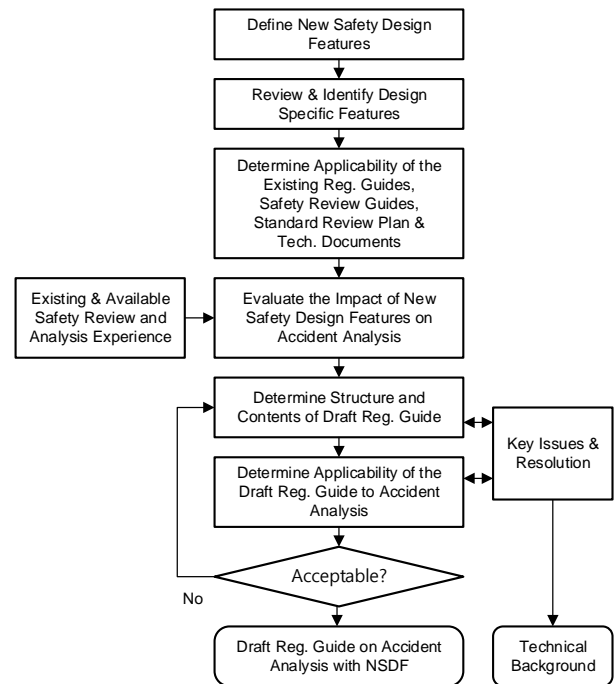 Define New Safety Design
Features
Review & Identify Design
Specific Features
Determine Applicability of the
Existing Reg. Guides,
Safety Review Guides,
Standard Review Plan &
Tech. Documents
Existing & Available
Safety Review and
Analysis Experience
Evaluate the Impact of New
Safety Design Features on
Accident Analysis
Determine Structure and
Contents of Draft Reg. Guide
Key Issues &
Resolution
Determine Applicability of the
Draft Reg. Guide to Accident
Analysis
Acceptable?
No
Draft Reg. Guide on Accident
Analysis with NSDF
Technical
Background